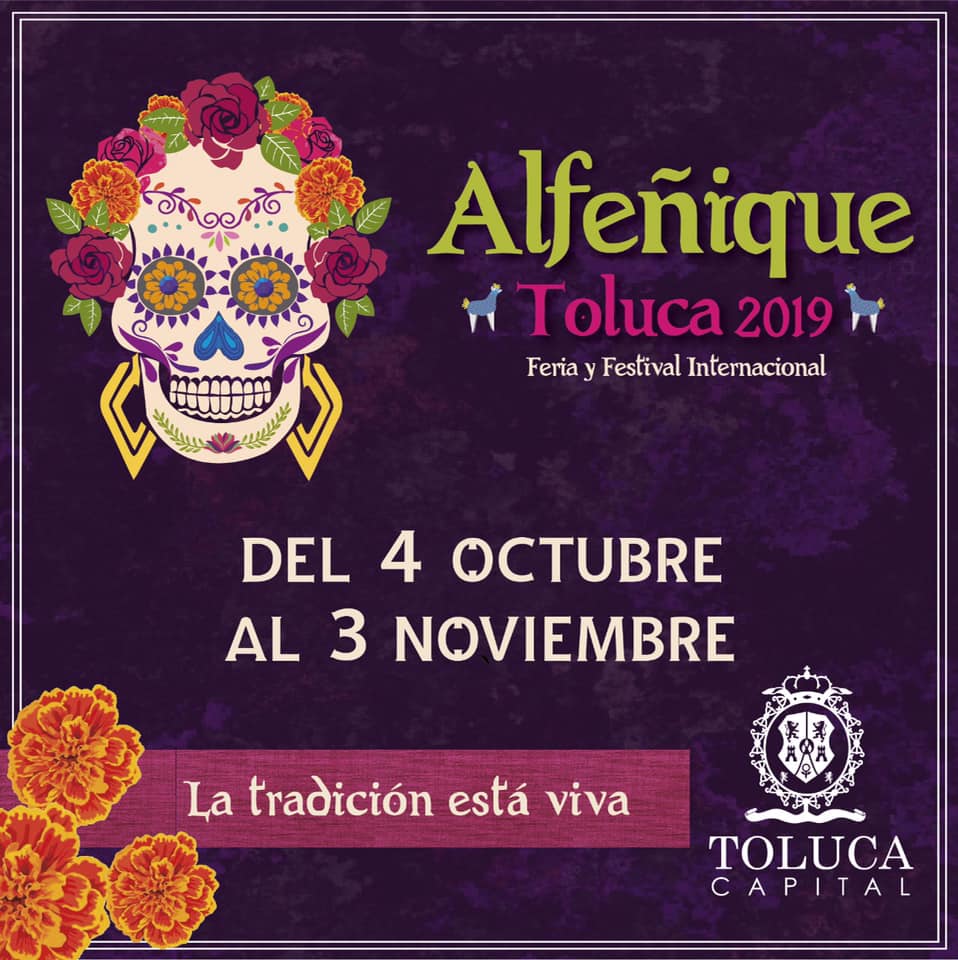 Alfeñique
Toluca 2019
Feria y Festival Internacional
DEL 4 OCTUBRE
AL 3 NOVIEMBRE
La tradición está viva
TOLUCA
CAPITAL